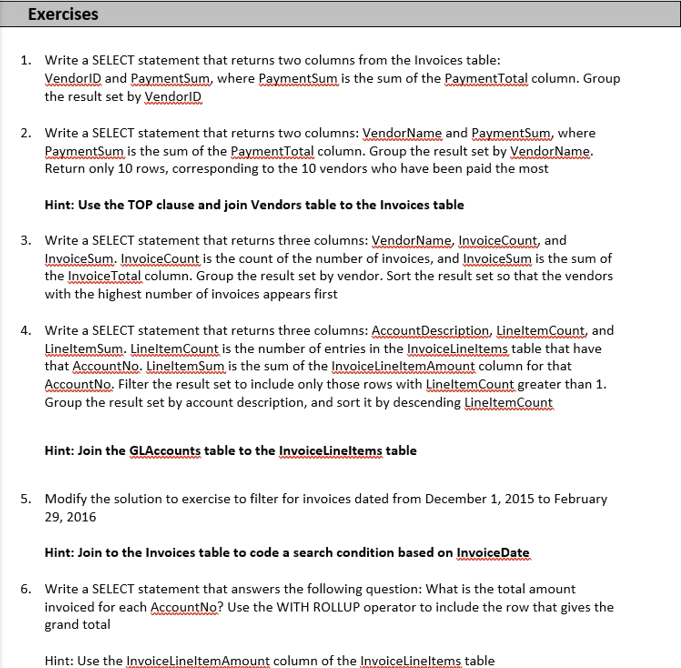 Exercises
1. Write a SELECT statement that returns two columns from the Invoices table:
VendorID and PaymentSum, where PaymentSum is the sum of the PaymentTotal column. Group
the result set by VendorID
2. Write a SELECT statement that returns two columns: VendorName and PaymentSum, where
PaymentSum is the sum of the PaymentTotal column. Group the result set by VendorName.
Return only 10 rows, corresponding to the 10 vendors who have been paid the most
Hint: Use the TOP clause and join Vendors table to the Invoices table
3. Write a SELECT statement that returns three columns: VendorName, InvoiceCount, and
InvoiceSum. InvoiceCount is the count of the number of invoices, and InvoiceSum is the sum of
the InvoiceTotal column. Group the result set by vendor. Sort the result set so that the vendors
with the highest number of invoices appears first
4. Write a SELECT statement that returns three columns: AccountDescription, LineItemCount, and
LineItemSum. LineItemCount is the number of entries in the InvoiceLineItems table that have
that AccountNo. LineItemSum is the sum of the InvoiceLineItemAmount column for that
AccountNo. Filter the result set to include only those rows with LineItemCount greater than 1.
Group the result set by account description, and sort it by descending LineItemCount
Hint: Join the GLAccounts table to the InvoiceLineItems table
5. Modify the solution to exercise to filter for invoices dated from December 1, 2015 to February
29, 2016
Hint: Join to the Invoices table to code a search condition based on InvoiceDate
6. Write a SELECT statement that answers the following question: What is the total amount
invoiced for each AccountNo? Use the WITH ROLLUP operator to include the row that gives the
grand total
Hint: Use the InvoiceLineItemAmount column of the InvoiceLineItems table